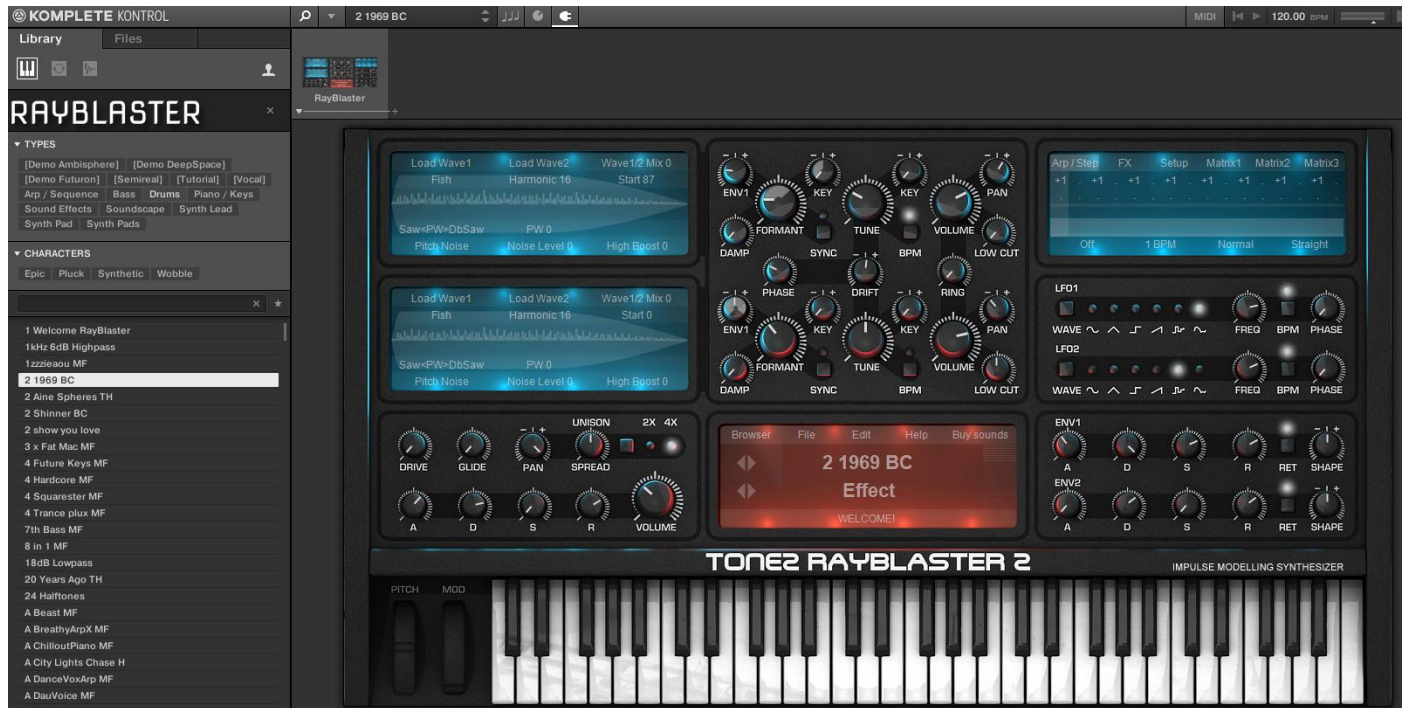 KOMPLETE KONTROL
2 1969 BC
MIDI
120.00 BPM
Library Files
RAYBLASTER
×
TYPES
[Demo Ambisphere] [Demo DeepSpace]
[Demo Futuron] [Semireal] [Tutorial] [Vocal]
Arp / Sequence Bass Drums Piano / Keys
Sound Effects Soundscape Synth Lead
Synth Pad Synth Pads
CHARACTERS
Epic Pluck Synthetic Wobble
1 Welcome RayBlaster
1kHz 6dB Highpass
1zzzieaou MF
2 1969 BC
2 Aine Spheres TH
2 Shinner BC
2 show you love
3 x Fat Mac MF
4 Future Keys MF
4 Hardcore MF
4 Squarester MF
4 Trance plux MF
7th Bass MF
8 in 1 MF
18dB Lowpass
20 Years Ago TH
24 Halftones
A Beast MF
A BreathyArpX MF
A ChilloutPiano MF
A City Lights Chase H
A DanceVoxArp MF
A DauVoice MF
RayBlaster
Load Wave1 Load Wave2 Wave1/2 Mix 0
Fish Harmonic 16 Start 87
Saw<PW>DbSaw PW 0
Pitch Noise Noise Level 0 High Boost 0
Load Wave1 Load Wave2 Wave1/2 Mix 0
Fish Harmonic 16 Start 0
Saw<PW>DbSaw PW 0
Pitch Noise Noise Level 0 High Boost 0
ENV1 KEY KEY PAN
FORMANT TUNE VOLUME
DAMP SYNC BPM LOW CUT
PHASE DRIFT RING
ENV1 KEY KEY PAN
FORMANT TUNE VOLUME
DAMP SYNC BPM LOW CUT
Arp / Step FX Setup Matrix1 Matrix2 Matrix3
+1 . +1 . +1 . +1 . +1 . +1 . +1 . +1 .
Off 1 BPM Normal Straight
LFO1
WAVE FREQ BPM PHASE
LFO2
WAVE FREQ BPM PHASE
UNISON 2X 4X
DRIVE GLIDE PAN SPREAD
A D S R VOLUME
Browser File Edit Help Buy sounds
2 1969 BC
Effect
WELCOME!
ENV1
A D S R RET SHAPE
ENV2
A D S R RET SHAPE
TONE2 RAYBLASTER 2
IMPULSE MODELLING SYNTHESIZER
PITCH MOD